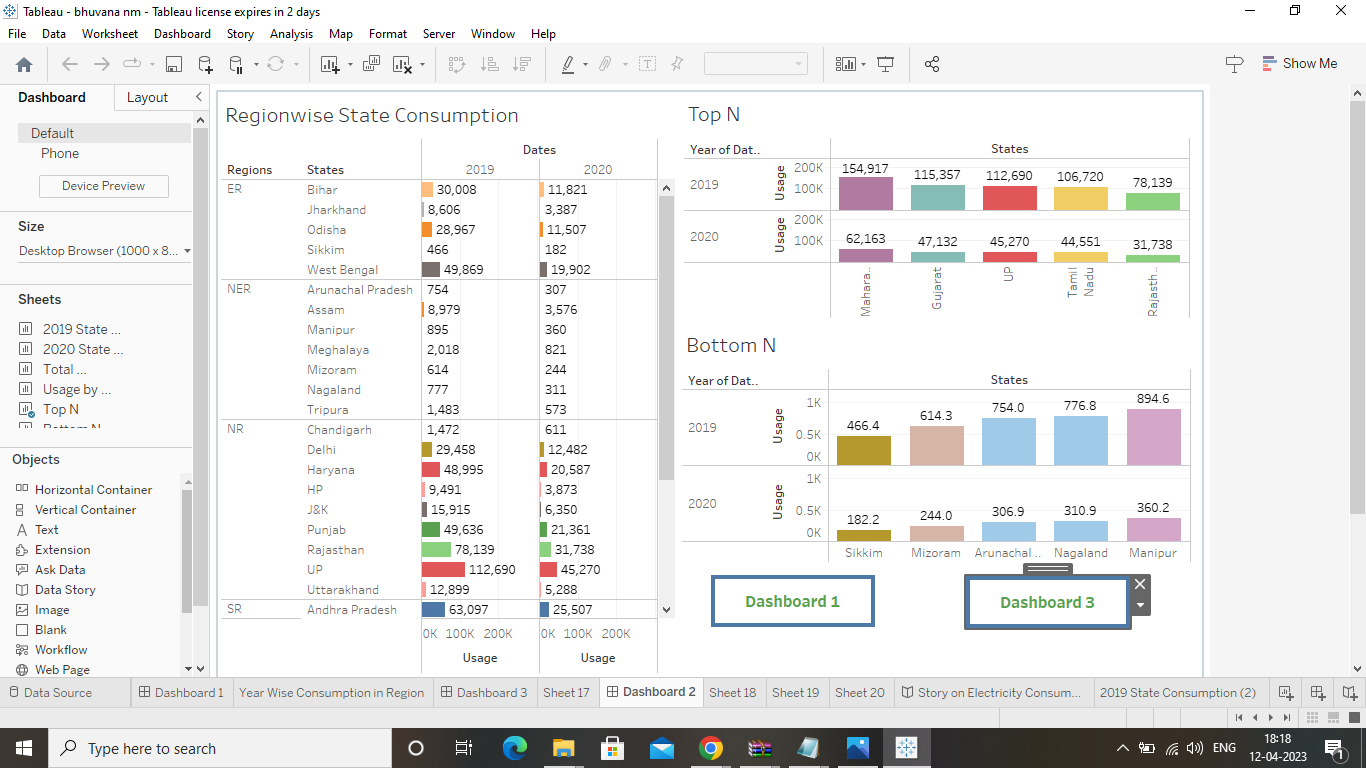 Tableau - bhuvana nm - Tableau license expires in 2 days
File Data Worksheet Dashboard Story Analysis Map Format Server Window Help
Show Me
Dashboard Layout
Default
Phone
Device Preview
Size
Desktop Browser (1000 x 8...
Sheets
2019 State ...
2020 State ...
Total ...
Usage by ...
Top N
Bottom N
Objects
Horizontal Container
Vertical Container
Text
Extension
Ask Data
Data Story
Image
Blank
Workflow
Web Page
Regionwise State Consumption
Dates
Regions States 2019 2020
ER Bihar 30,008 11,821
Jharkhand 8,606 3,387
Odisha 28,967 11,507
Sikkim 466 182
West Bengal 49,869 19,902
NER Arunachal Pradesh 754 307
Assam 8,979 3,576
Manipur 895 360
Meghalaya 2,018 821
Mizoram 614 244
Nagaland 777 311
Tripura 1,483 573
NR Chandigarh 1,472 611
Delhi 29,458 12,482
Haryana 48,995 20,587
HP 9,491 3,873
J&K 15,915 6,350
Punjab 49,636 21,361
Rajasthan 78,139 31,738
UP 112,690 45,270
Uttarakhand 12,899 5,288
SR Andhra Pradesh 63,097 25,507
0K 100K 200K 0K 100K 200K
Usage Usage
Top N
Year of Dat.. States
2019 Usage 200K 100K 154,917 115,357 112,690 106,720 78,139
2020 Usage 200K 100K 62,163 47,132 45,270 44,551 31,738
Mahara.. Gujarat UP Tamil Nadu Rajasth..
Bottom N
Year of Dat.. States
2019 Usage 1K 0.5K 0K 466.4 614.3 754.0 776.8 894.6
2020 Usage 1K 0.5K 0K 182.2 244.0 306.9 310.9 360.2
Sikkim Mizoram Arunachal .. Nagaland Manipur
Dashboard 1 Dashboard 3
Data Source Dashboard 1 Year Wise Consumption in Region Dashboard 3 Sheet 17 Dashboard 2 Sheet 18 Sheet 19 Sheet 20 Story on Electricity Consum... 2019 State Consumption (2)
Type here to search
ENG
18:18
12-04-2023
1